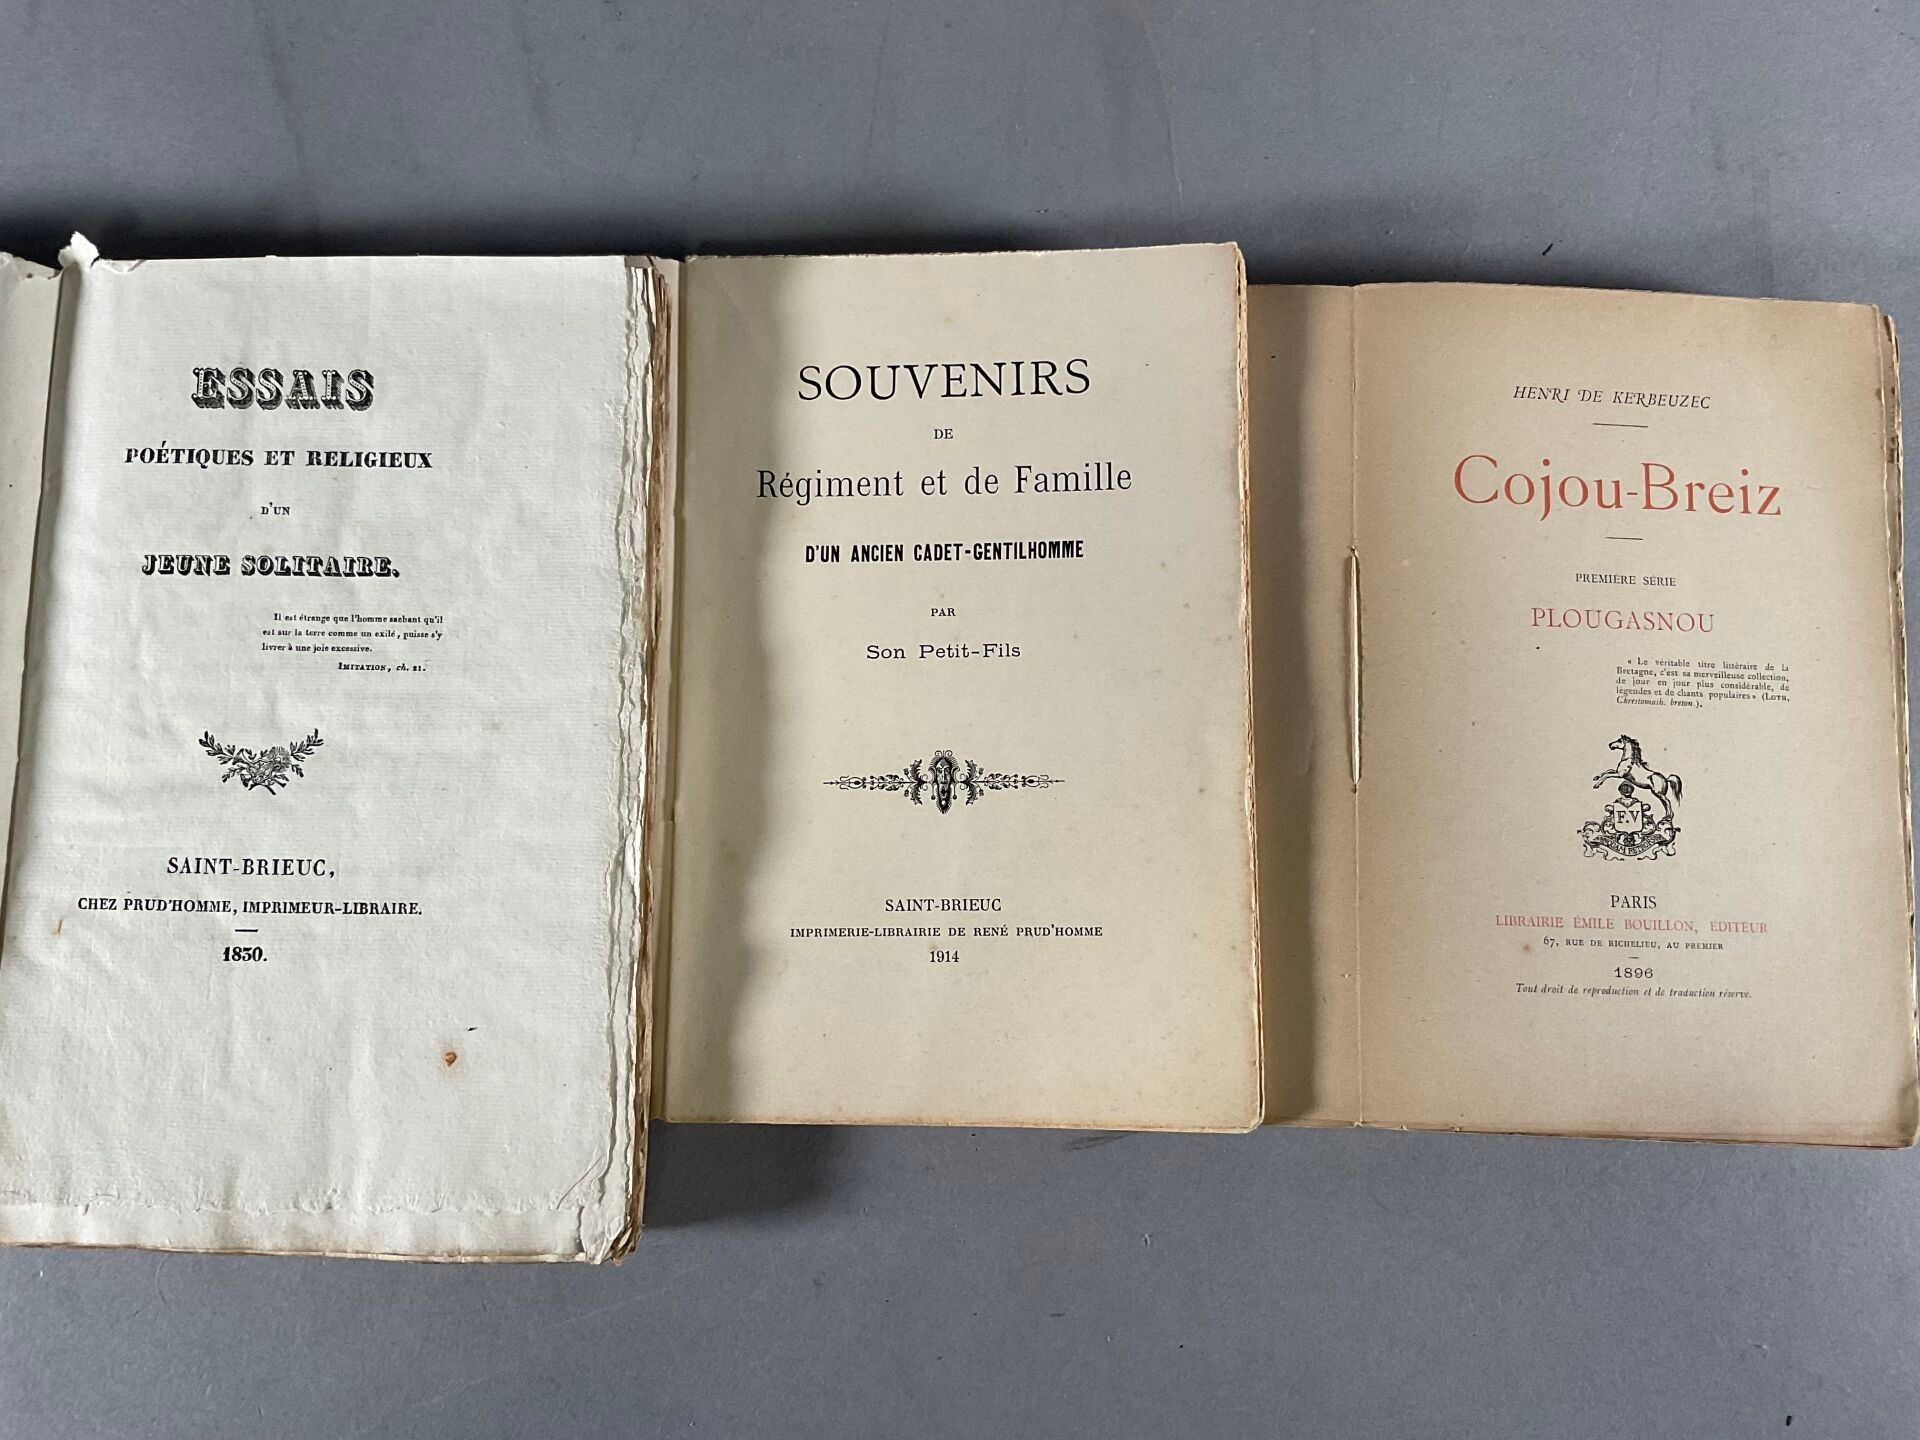 ESSAIS
POÉTIQUES ET RELIGIEUX
D'UN
JEUNE SOLITAIRE.
Il est étrange que l'homme sachant qu'il
est sur la terre comme un exilé, puisse s'y
livrer à une joie excessive.
IMITATION, ch. 21.
SAINT-BRIEUC,
CHEZ PRUD'HOMME, IMPRIMEUR-LIBRAIRE.
1830.
SOUVENIRS
DE
Régiment et de Famille
D'UN ANCIEN CADET-GENTILHOMME
PAR
Son Petit-Fils
SAINT-BRIEUC
IMPRIMERIE-LIBRAIRIE DE RENÉ PRUD'HOMME
1914
HENRI DE KERBEUZEC
Cojou-Breiz
PREMIÈRE SÉRIE
PLOUGASNOU
« Le véritable titre littéraire de la
Bretagne, c'est sa merveilleuse collection,
de jour en jour plus considérable, de
légendes et de chants populaires » (LOTH,
Chrestomath. breton.).
F.V
PARIS
LIBRAIRIE ÉMILE BOUILLON, ÉDITEUR
67, RUE DE RICHELIEU, AU PREMIER
1896
Tout droit de reproduction et de traduction réservé.